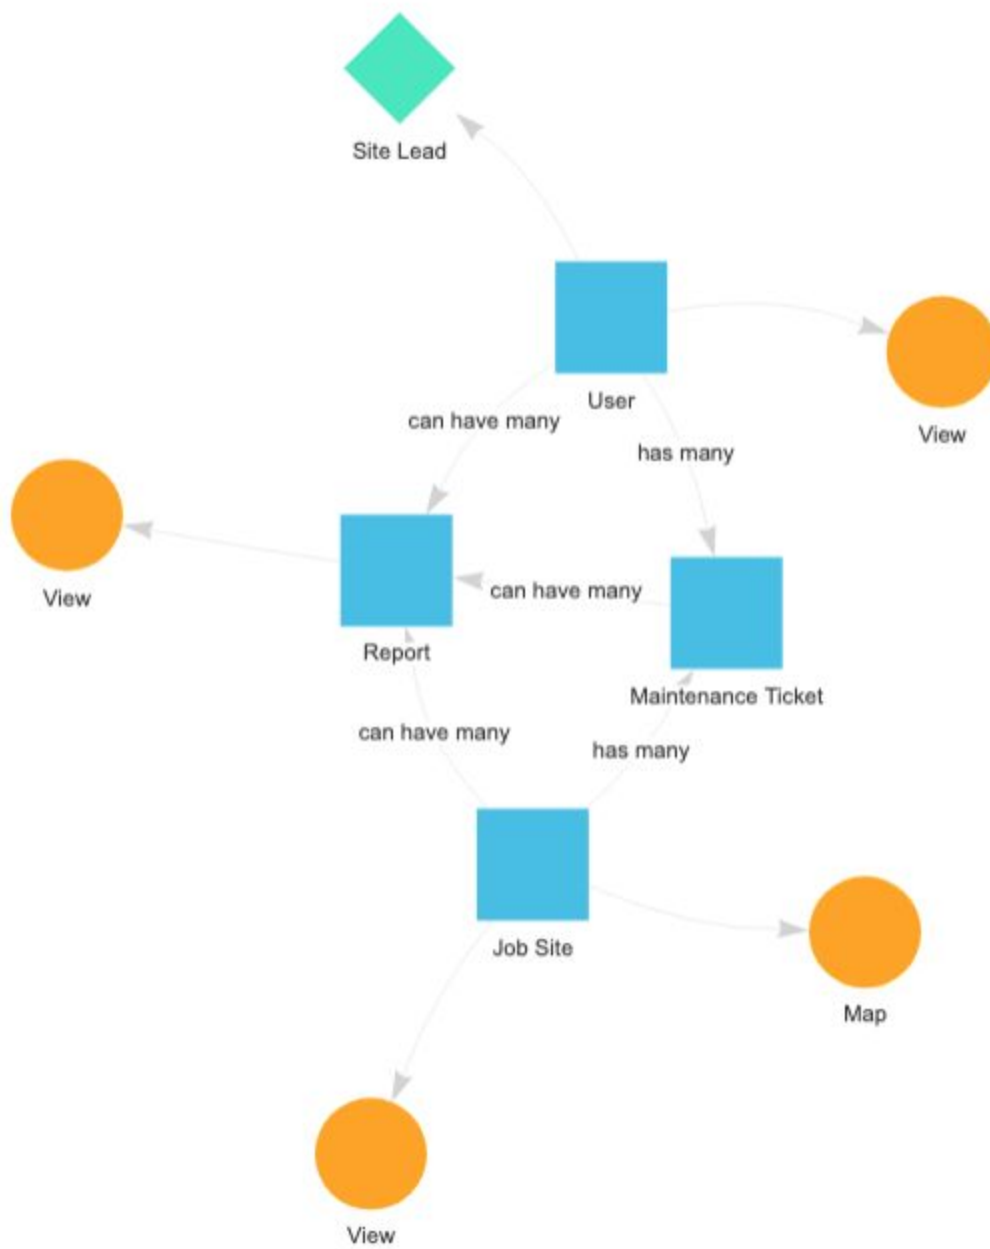 Site Lead
User
can have many
View
has many
View
can have many
Report
Maintenance Ticket
can have many
has many
Job Site
Map
View